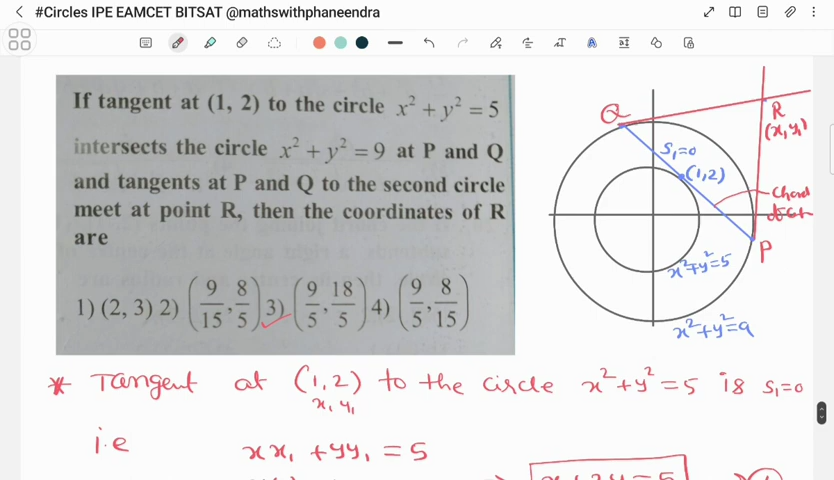 #Circles IPE EAMCET BITSAT @mathswithphaneendra
If tangent at (1, 2) to the circle x² + y² = 5
intersects the circle x² + y² = 9 at P and Q
and tangents at P and Q to the second circle
meet at point R, then the coordinates of R
are
1) (2, 3) 2) (9/15, 8/5) 3) (9/5, 18/5) 4) (9/5, 8/15)
Q
R
(x₁y₁)
S₁=0
(1,2)
Chord
P
x²+y²=5
x²+y²=9
* Tangent at (1,2) to the circle x²+y²=5 is S₁=0
x₁ y₁
i.e
xx₁ + yy₁ = 5
x+2y=5